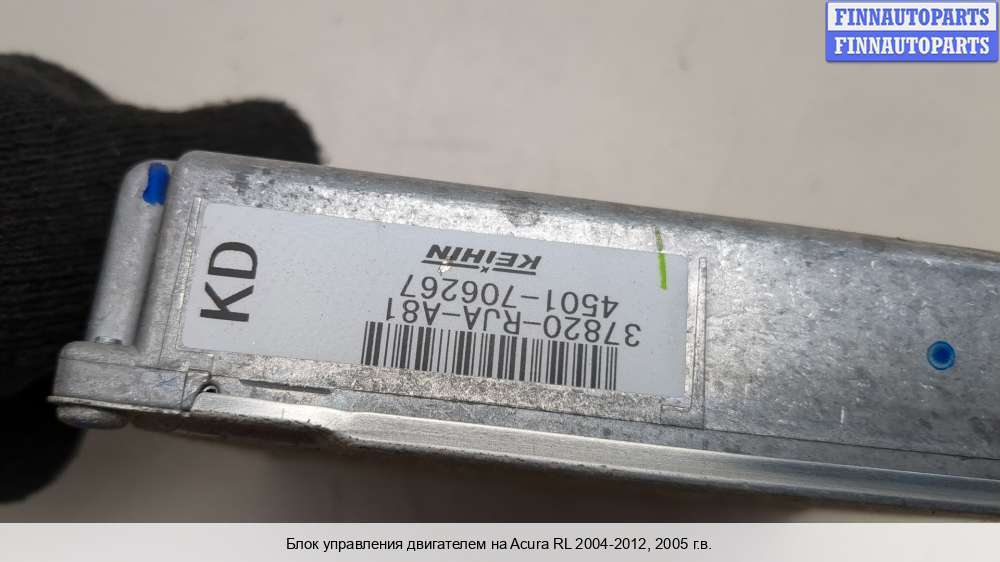 FINNAUTOPARTS
FINNAUTOPARTS
KD
37820-RJA-A81
4501-706267
KEIHIN
Блок управления двигателем на Acura RL 2004-2012, 2005 г.в.